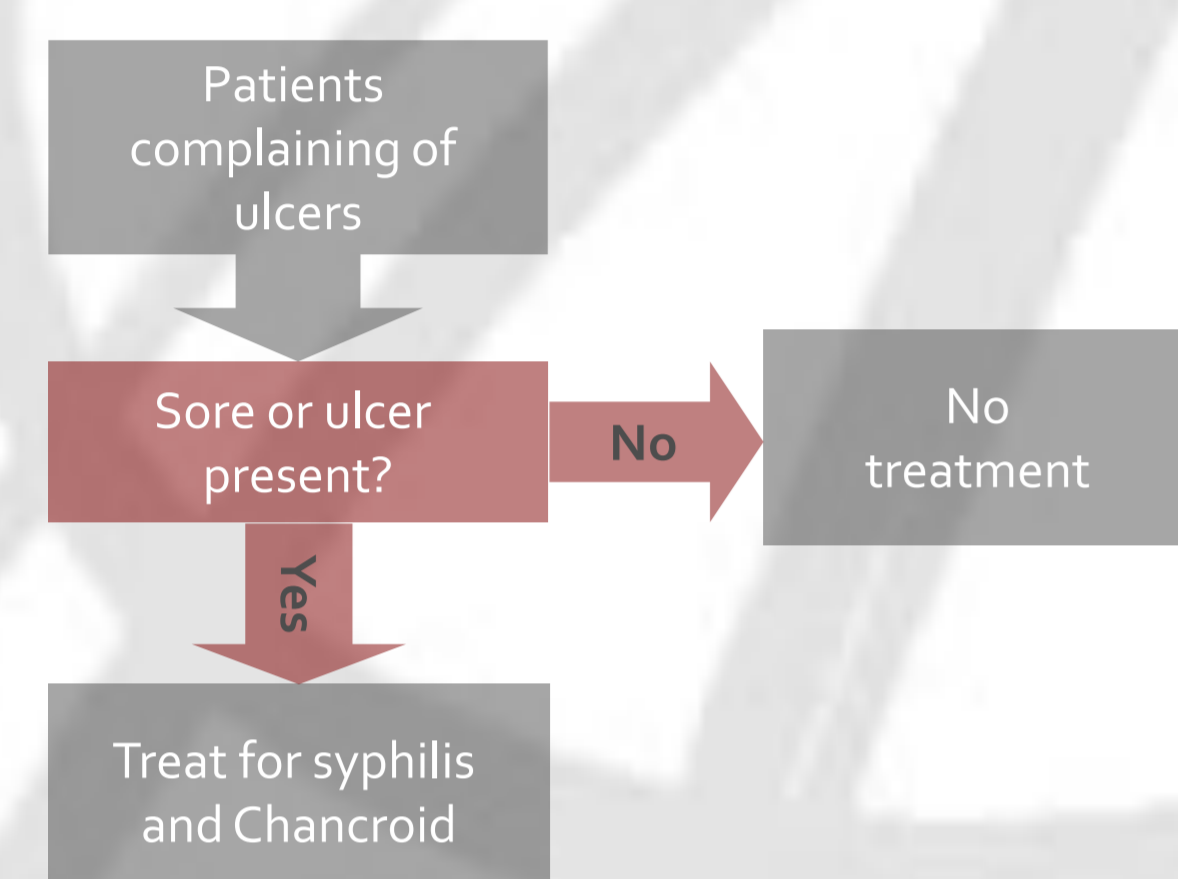 Patients
complaining of
ulcers
Sore or ulcer
present?
No
No
treatment
Yes
Treat for syphilis
and Chancroid